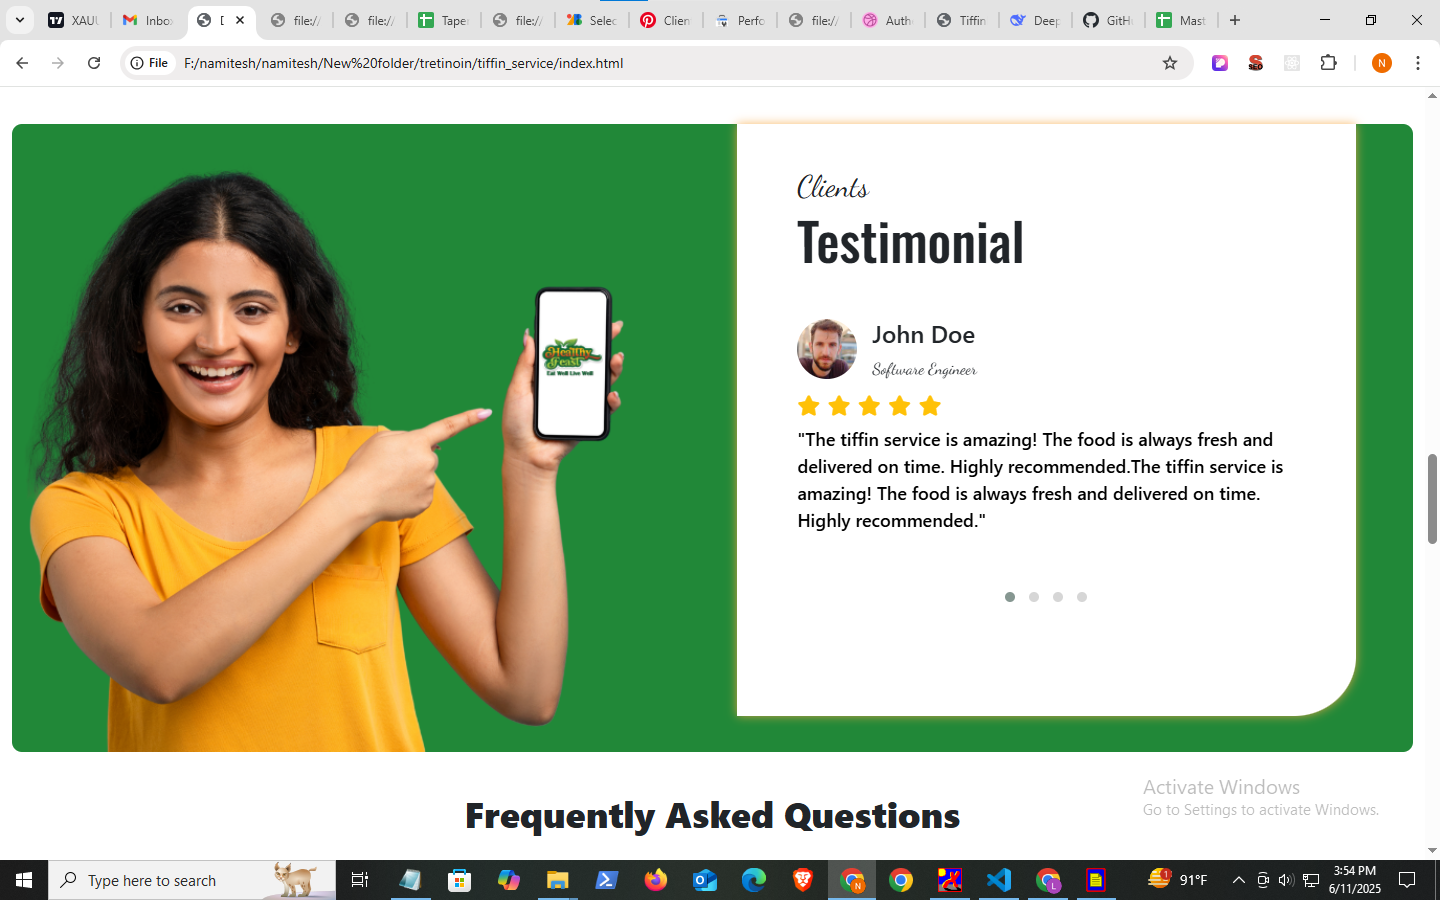 XAUU
Inbox
D
file://
file://
Tape
file://
Selec
Clien
Perfo
file://
Auth
Tiffin
Deep
GitHu
Mast
File
F:/namitesh/namitesh/New%20folder/tretinoin/tiffin_service/index.html
SEO
N
Clients
Testimonial
Healthy
Feast
Eat Well Live Well
John Doe
Software Engineer
"The tiffin service is amazing! The food is always fresh and
delivered on time. Highly recommended.The tiffin service is
amazing! The food is always fresh and delivered on time.
Highly recommended."
Frequently Asked Questions
Activate Windows
Go to Settings to activate Windows.
Type here to search
N
L
1
91°F
3:54 PM
6/11/2025